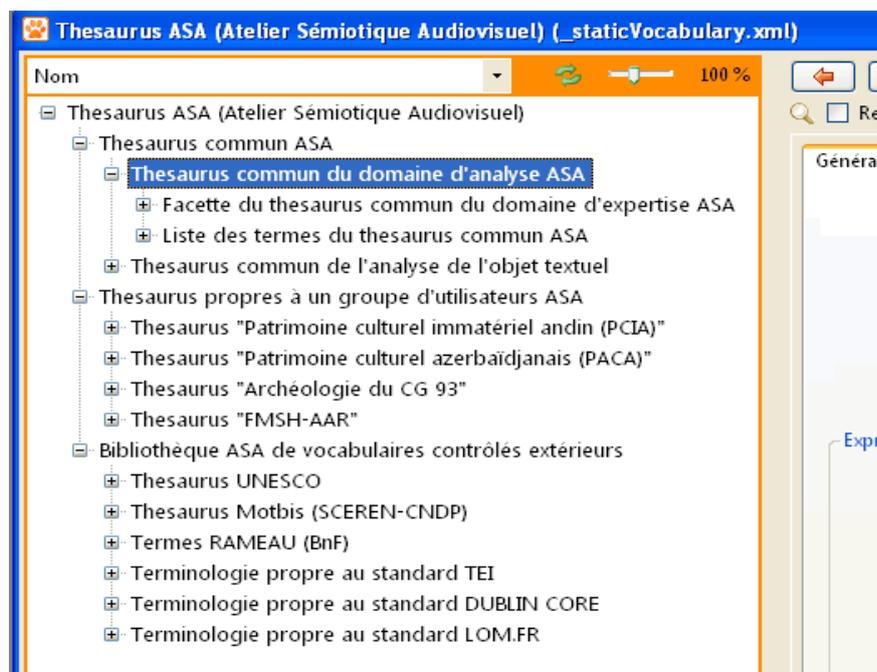 Thesaurus ASA (Atelier Sémiotique Audiovisuel) (_staticVocabulary.xml)
Nom
100 %
Thesaurus ASA (Atelier Sémiotique Audiovisuel)
Thesaurus commun ASA
Thesaurus commun du domaine d'analyse ASA
Facette du thesaurus commun du domaine d'expertise ASA
Liste des termes du thesaurus commun ASA
Thesaurus commun de l'analyse de l'objet textuel
Thesaurus propres à un groupe d'utilisateurs ASA
Thesaurus "Patrimoine culturel immatériel andin (PCIA)"
Thesaurus "Patrimoine culturel azerbaïdjanais (PACA)"
Thesaurus "Archéologie du CG 93"
Thesaurus "FMSH-AAR"
Bibliothèque ASA de vocabulaires contrôlés extérieurs
Thesaurus UNESCO
Thesaurus Motbis (SCEREN-CNDP)
Termes RAMEAU (BnF)
Terminologie propre au standard TEI
Terminologie propre au standard DUBLIN CORE
Terminologie propre au standard LOM.FR